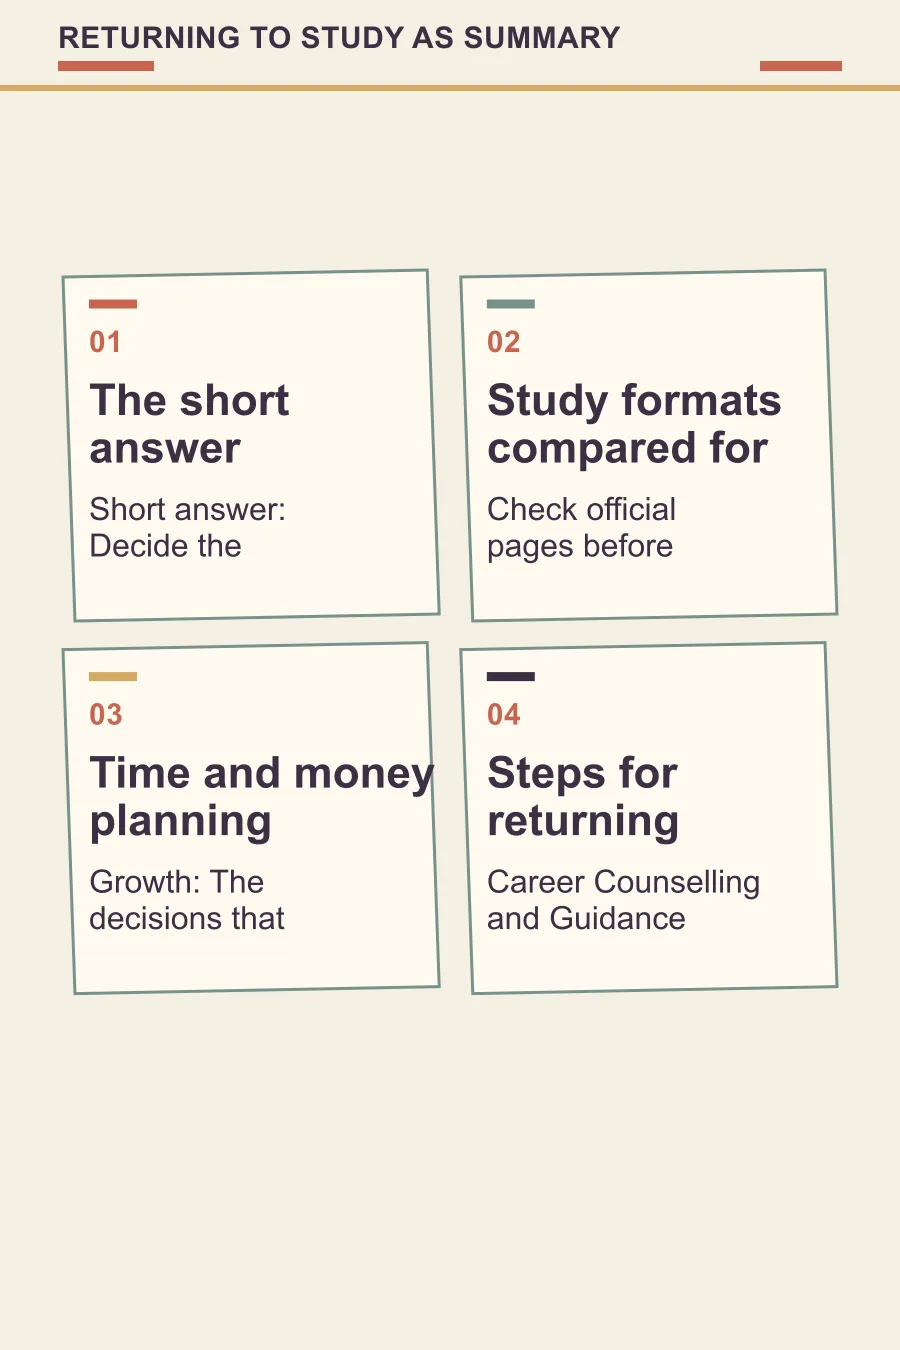 RETURNING TO STUDY AS SUMMARY
01
The short
answer
Short answer:
Decide the
02
Study formats
compared for
Check official
pages before
03
Time and money
planning
Growth: The
decisions that
04
Steps for
returning
Career Counselling
and Guidance